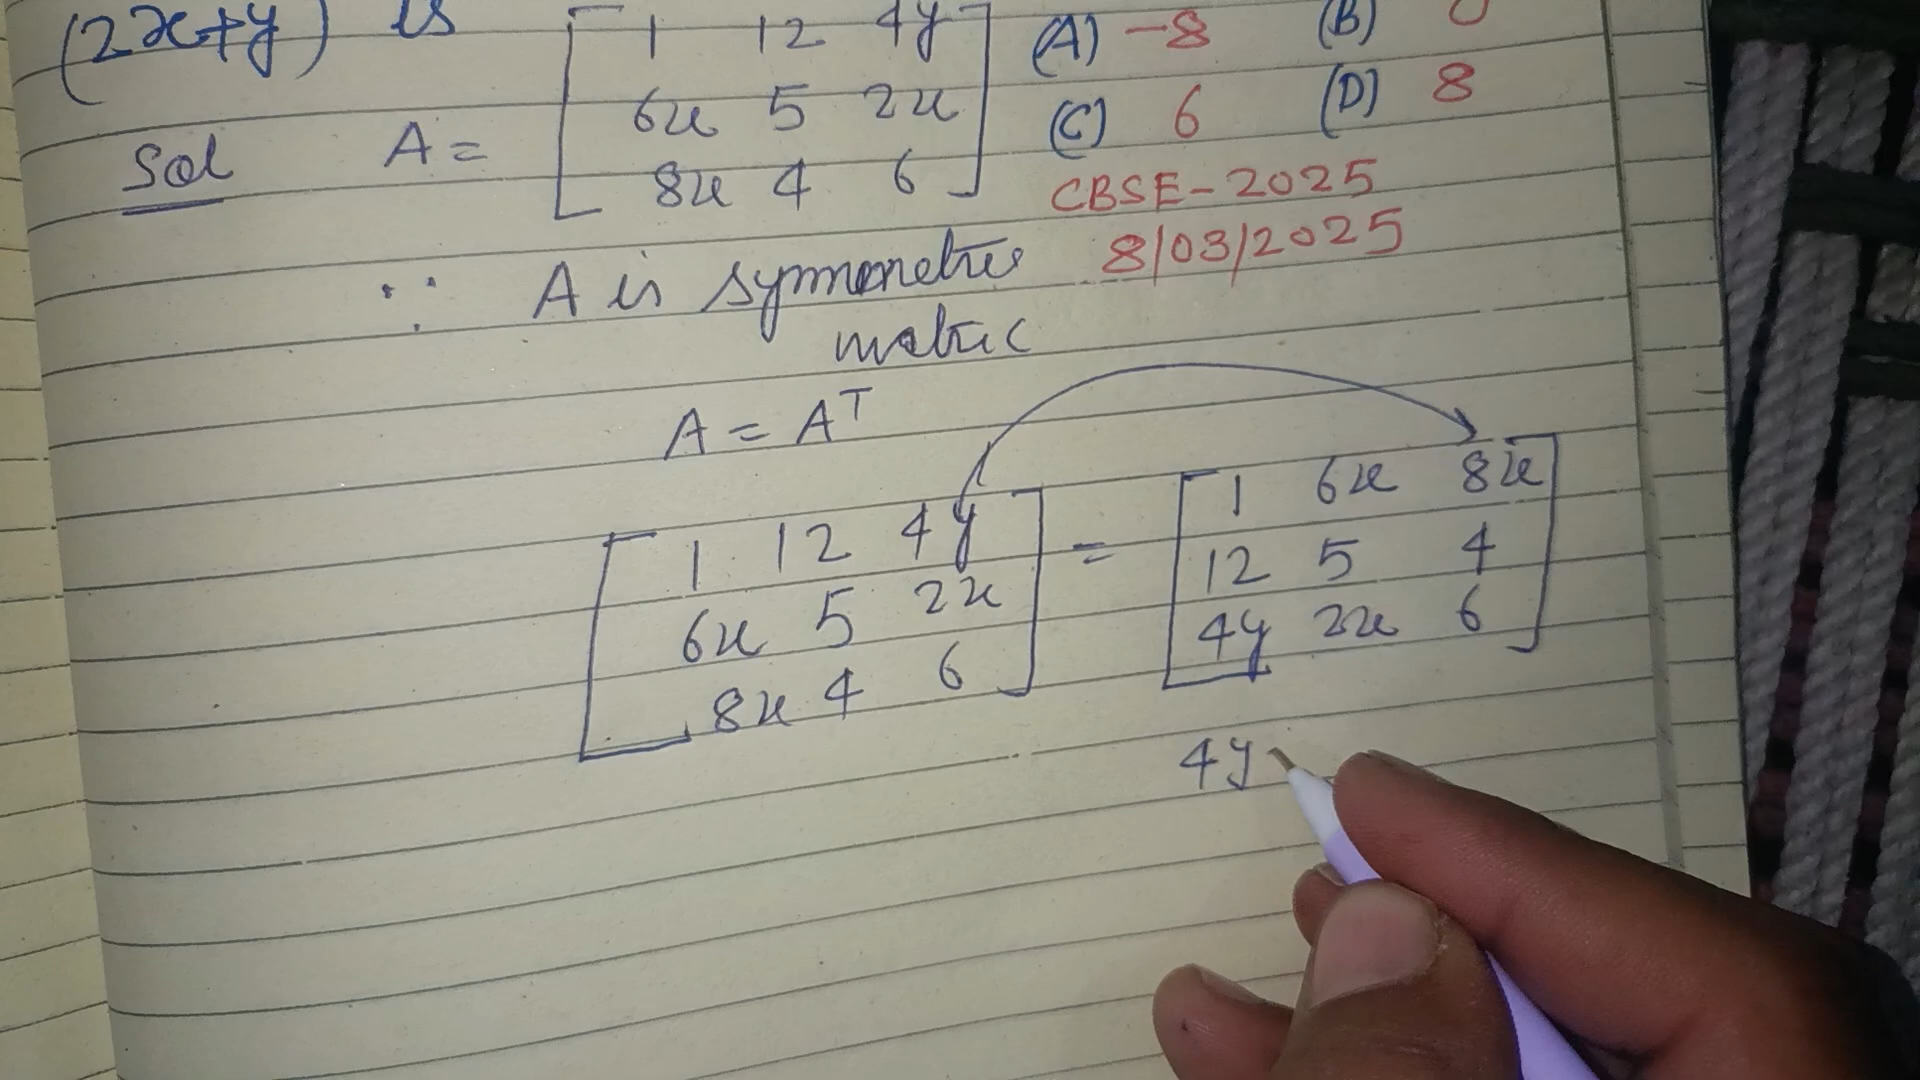 (2x+y) is
(A) -8 (B)
A = [1 12 4y
6x 5 2x
8x 4 6]
(C) 6 (D) 8
Sol
CBSE-2025
8/03/2025
∵ A is symmetric
matric
A = Aᵀ
[1 12 4y
6x 5 2x
8x 4 6]
=
[1 6x 8x
12 5 4
4y 2x 6]
4y